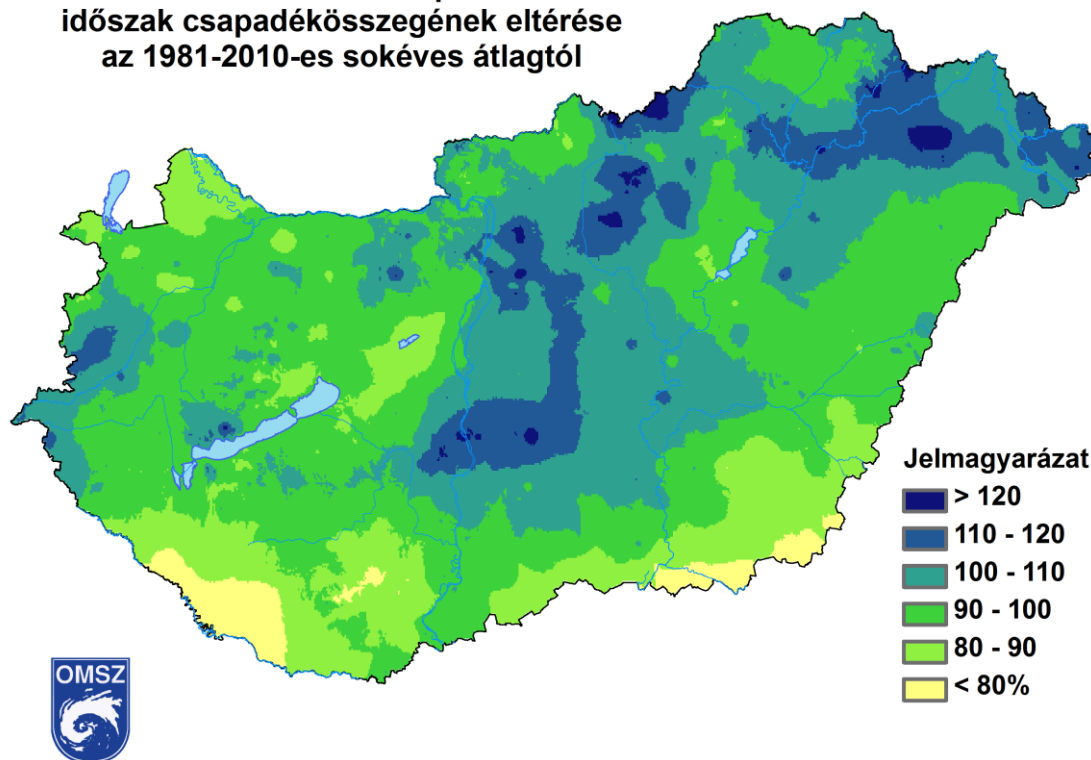 időszak csapadékösszegének eltérése
az 1981-2010-es sokéves átlagtól
Jelmagyarázat
> 120
110 - 120
100 - 110
90 - 100
80 - 90
< 80%
OMSZ